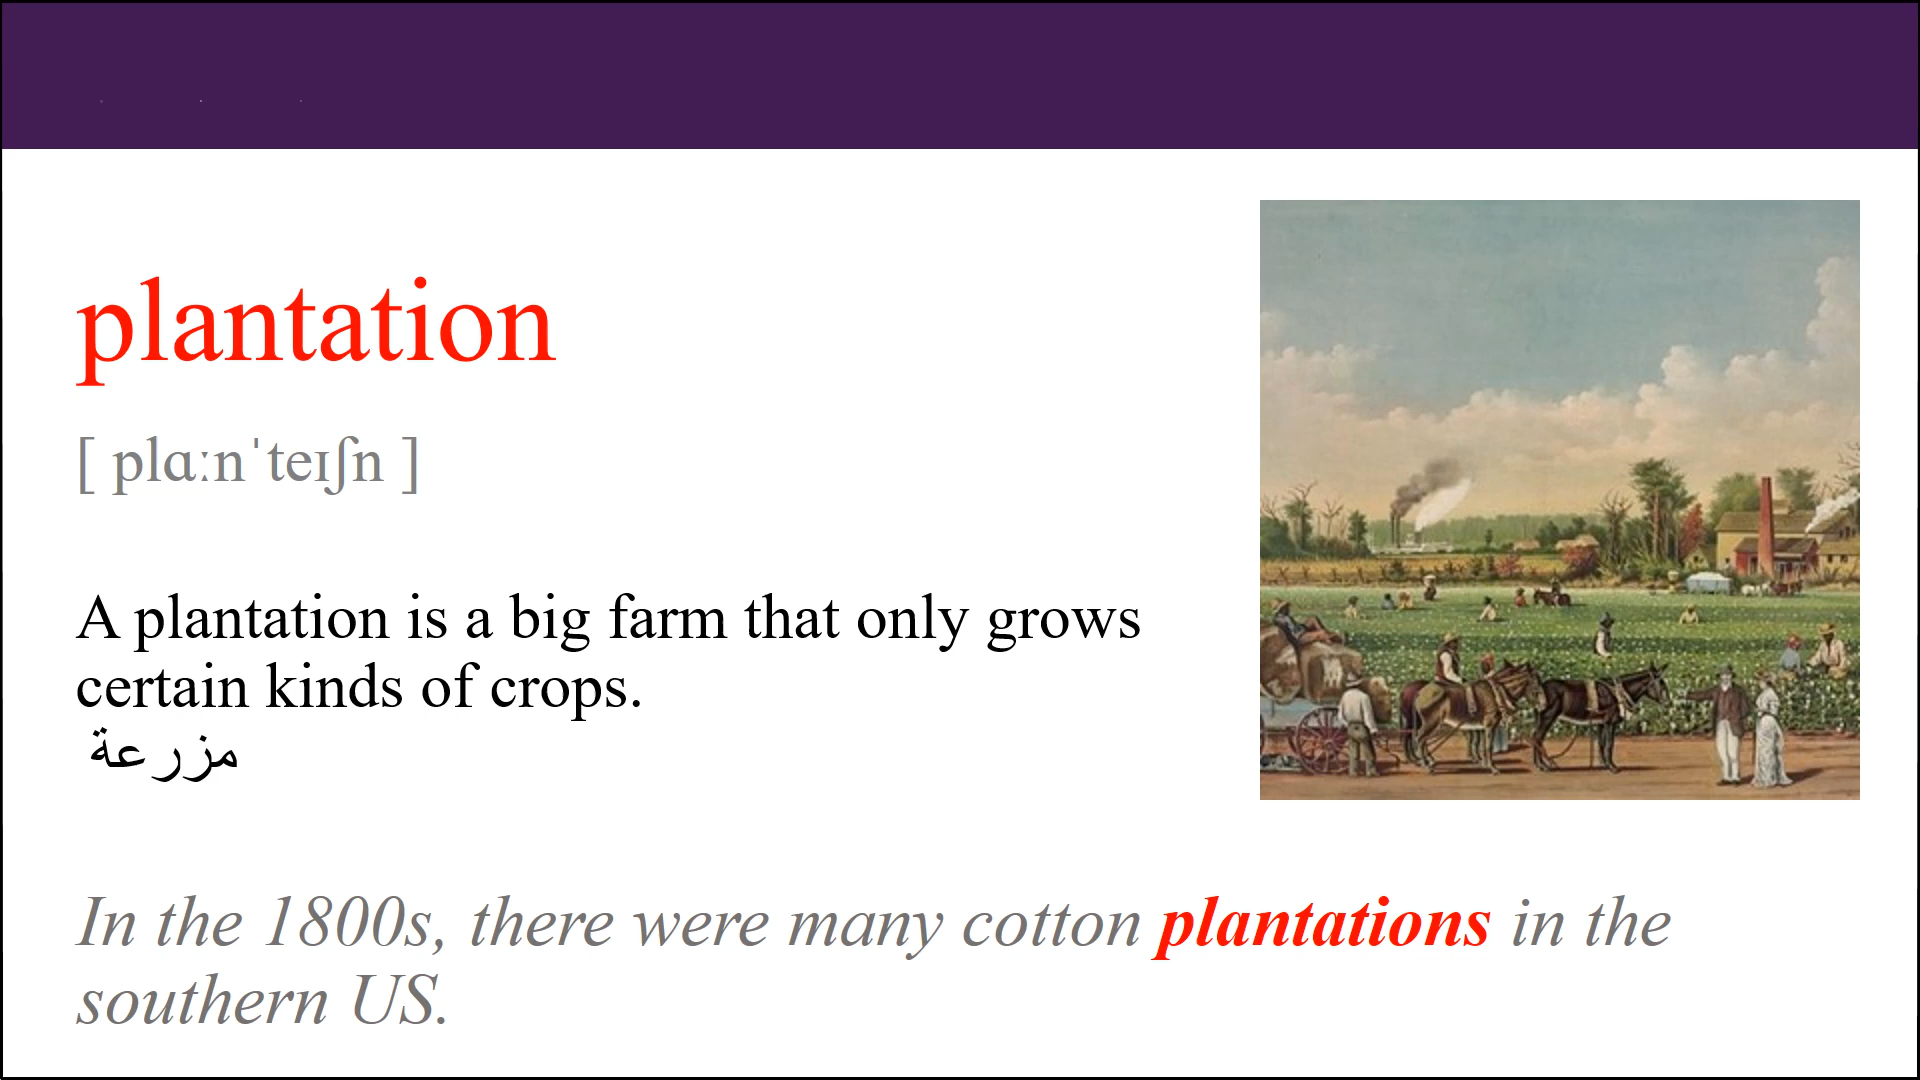 plantation
[ plɑːnˈteɪʃn ]
A plantation is a big farm that only grows
certain kinds of crops.
مزرعة
In the 1800s, there were many cotton plantations in the
southern US.